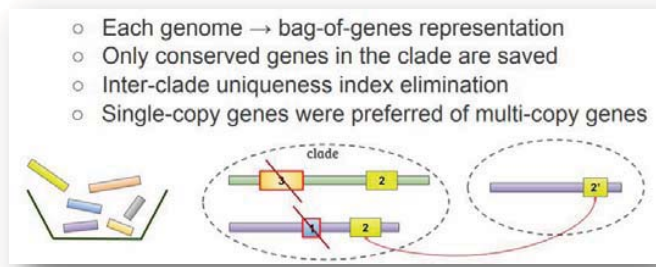 ○ Each genome → bag-of-genes representation
○ Only conserved genes in the clade are saved
○ Inter-clade uniqueness index elimination
○ Single-copy genes were preferred of multi-copy genes
clade
3 2
2'
1 2